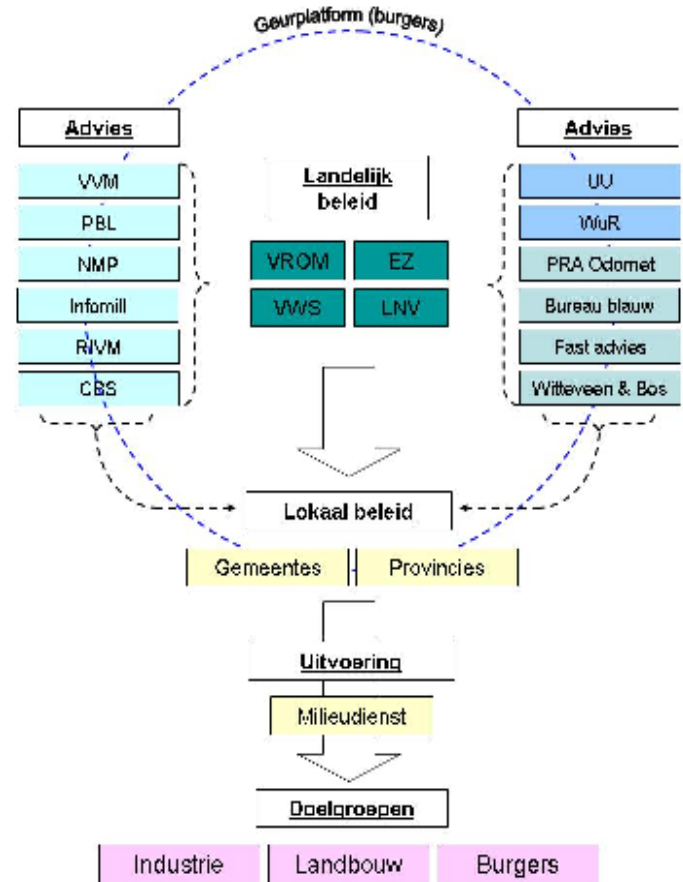 Geurplatform (burgers)
Advies
VVM
PBL
NMP
Infomill
RIVM
CBS
Landelijk
beleid
VROM
EZ
VWS
LNV
Advies
UU
WuR
PRA Odornet
Bureau blauw
Fast advies
Witteveen & Bos
Lokaal beleid
Gemeentes
Provincies
Uitvoering
Milieudienst
Doelgroepen
Industrie
Landbouw
Burgers